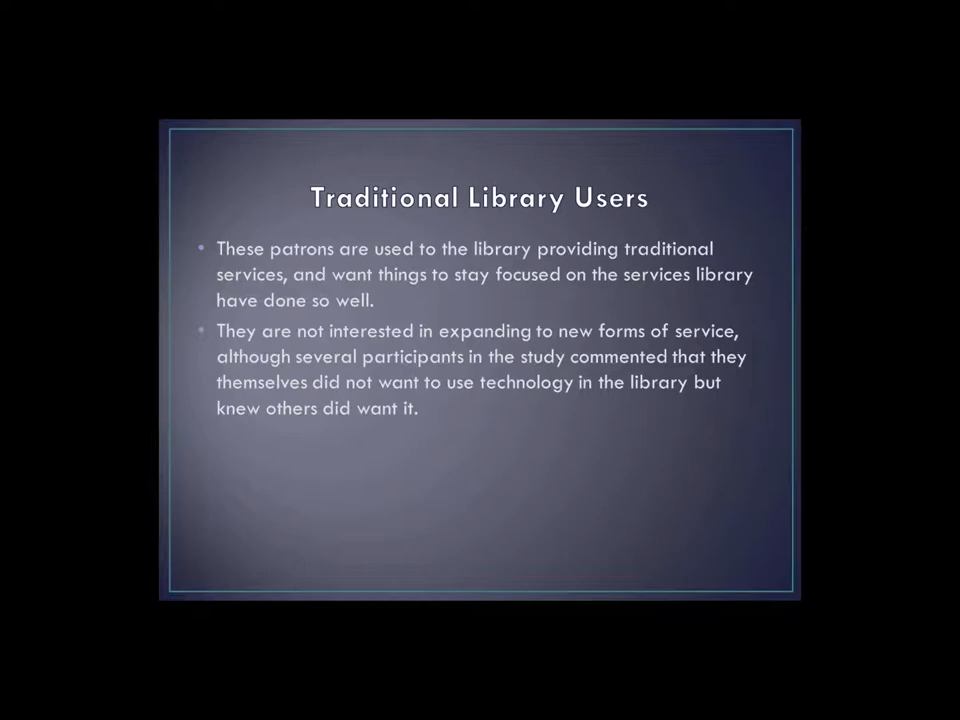 Traditional Library Users
• These patrons are used to the library providing traditional
services, and want things to stay focused on the services library
have done so well.
• They are not interested in expanding to new forms of service,
although several participants in the study commented that they
themselves did not want to use technology in the library but
knew others did want it.